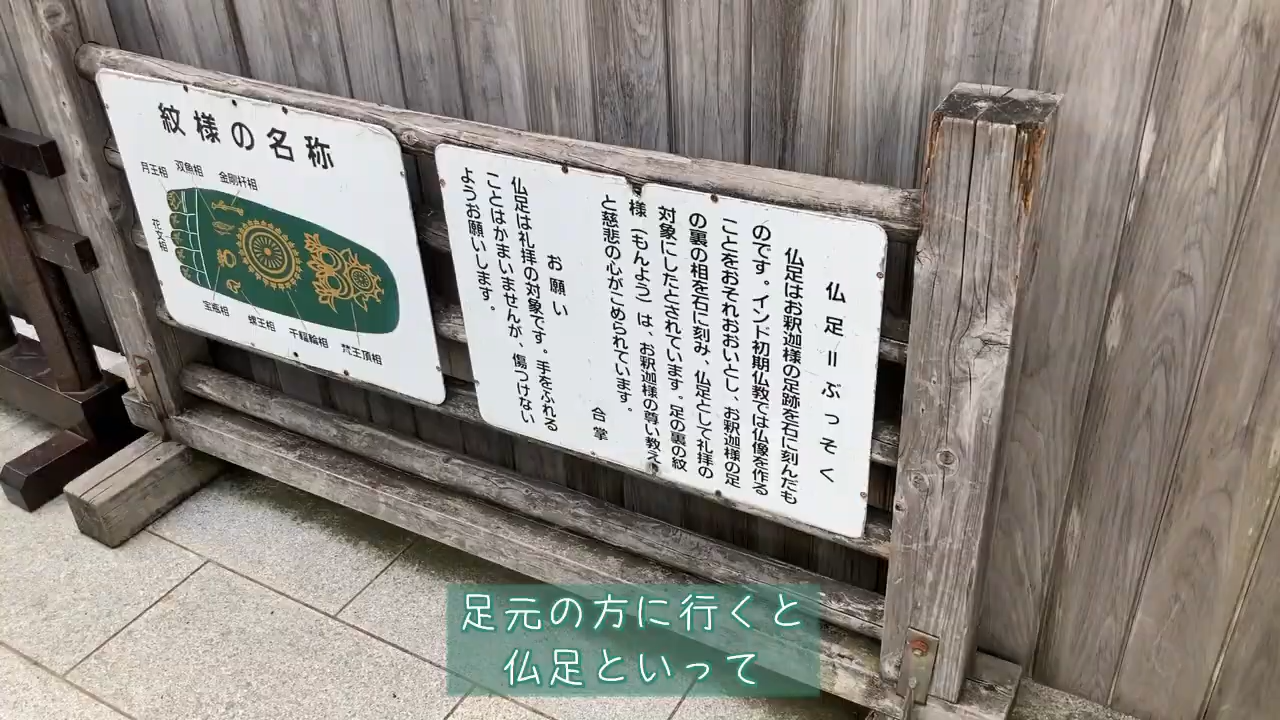 紋様の名称
月王相
双魚相
金剛杵相
花文相
宝瓶相
螺王相
千輻輪相
梵王頂相
仏足＝ぶっそく
仏足はお釈迦様の足跡を石に刻んだも
のです。インド初期仏教では仏像を作る
ことをおそれおおいとし、お釈迦様の足
の裏の相を石に刻み、仏足として礼拝の
対象にしたとされています。足の裏の紋
様（もんよう）は、お釈迦様の尊い教え
と慈悲の心がこめられています。
合掌
お願い
仏足は礼拝の対象です。手をふれる
ことはかまいませんが、傷つけない
ようお願いします。
足元の方に行くと
仏足といって